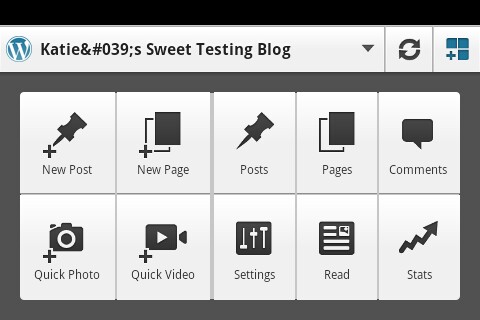 Katie&#039;s Sweet Testing Blog
New Post
New Page
Posts
Pages
Comments
Quick Photo
Quick Video
Settings
Read
Stats